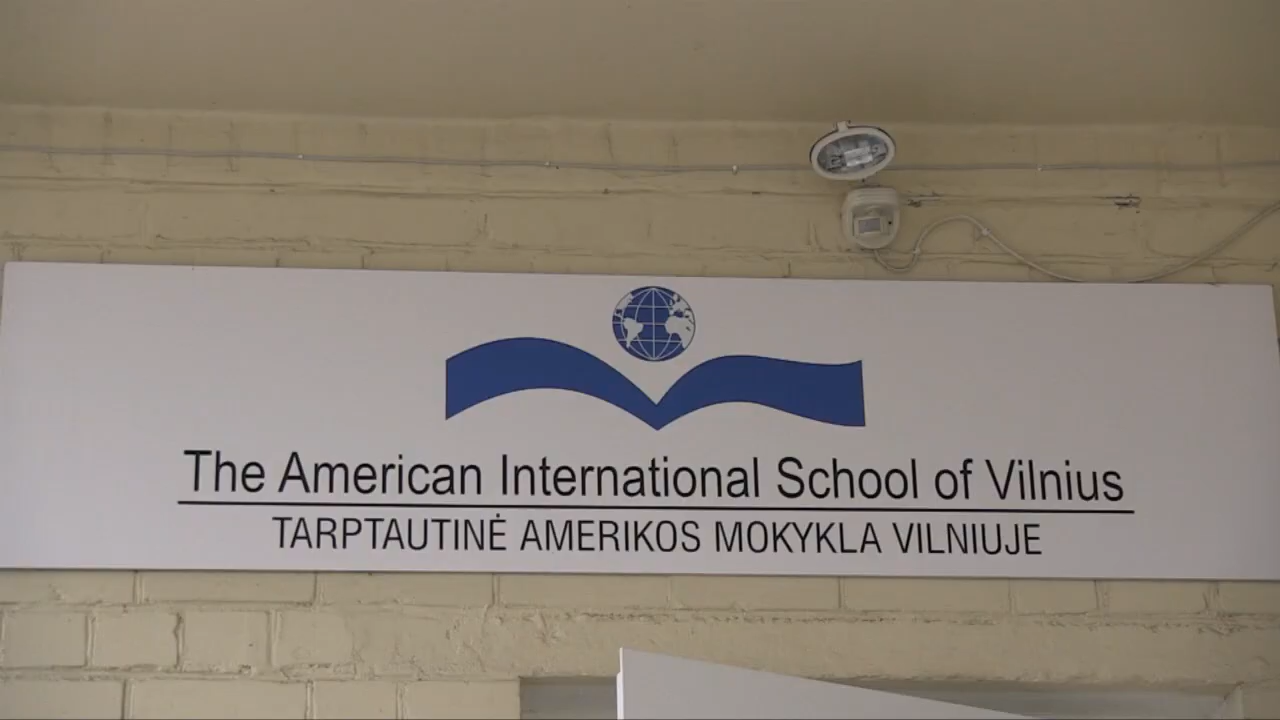 The American International School of Vilnius
TARPTAUTINĖ AMERIKOS MOKYKLA VILNIUJE